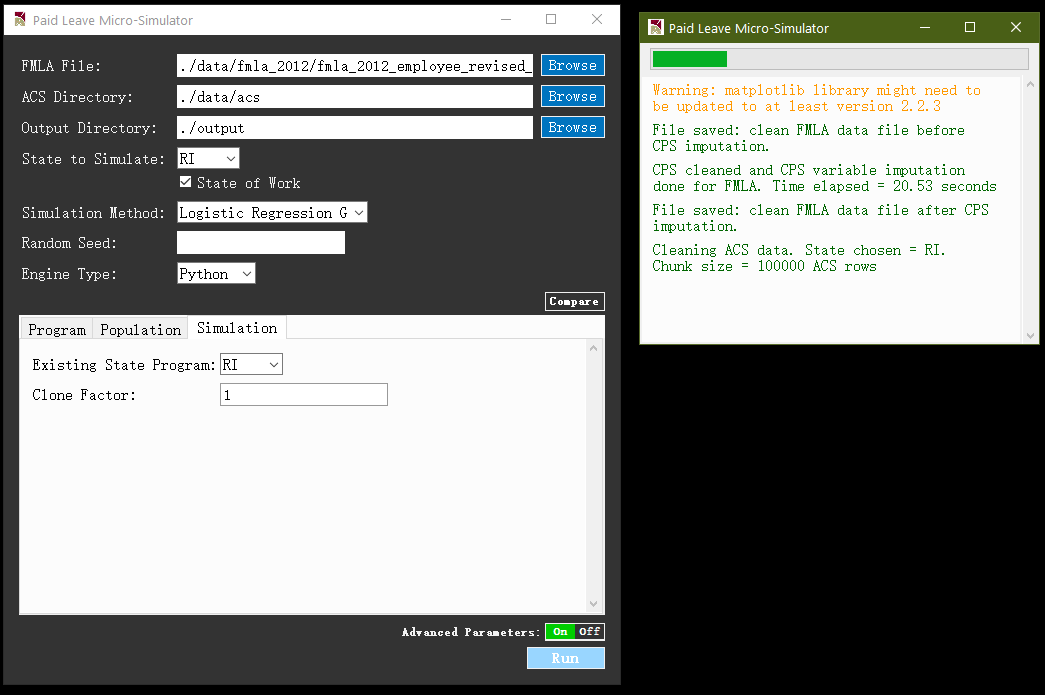 Paid Leave Micro-Simulator
FMLA File: ./data/fmla_2012/fmla_2012_employee_revised_ Browse
ACS Directory: ./data/acs Browse
Output Directory: ./output Browse
State to Simulate: RI
State of Work
Simulation Method: Logistic Regression G
Random Seed:
Engine Type: Python
Compare
Program Population Simulation
Existing State Program: RI
Clone Factor: 1
Advanced Parameters: On Off
Run
Paid Leave Micro-Simulator
Warning: matplotlib library might need to
be updated to at least version 2.2.3
File saved: clean FMLA data file before
CPS imputation.
CPS cleaned and CPS variable imputation
done for FMLA. Time elapsed = 20.53 seconds
File saved: clean FMLA data file after CPS
imputation.
Cleaning ACS data. State chosen = RI.
Chunk size = 100000 ACS rows